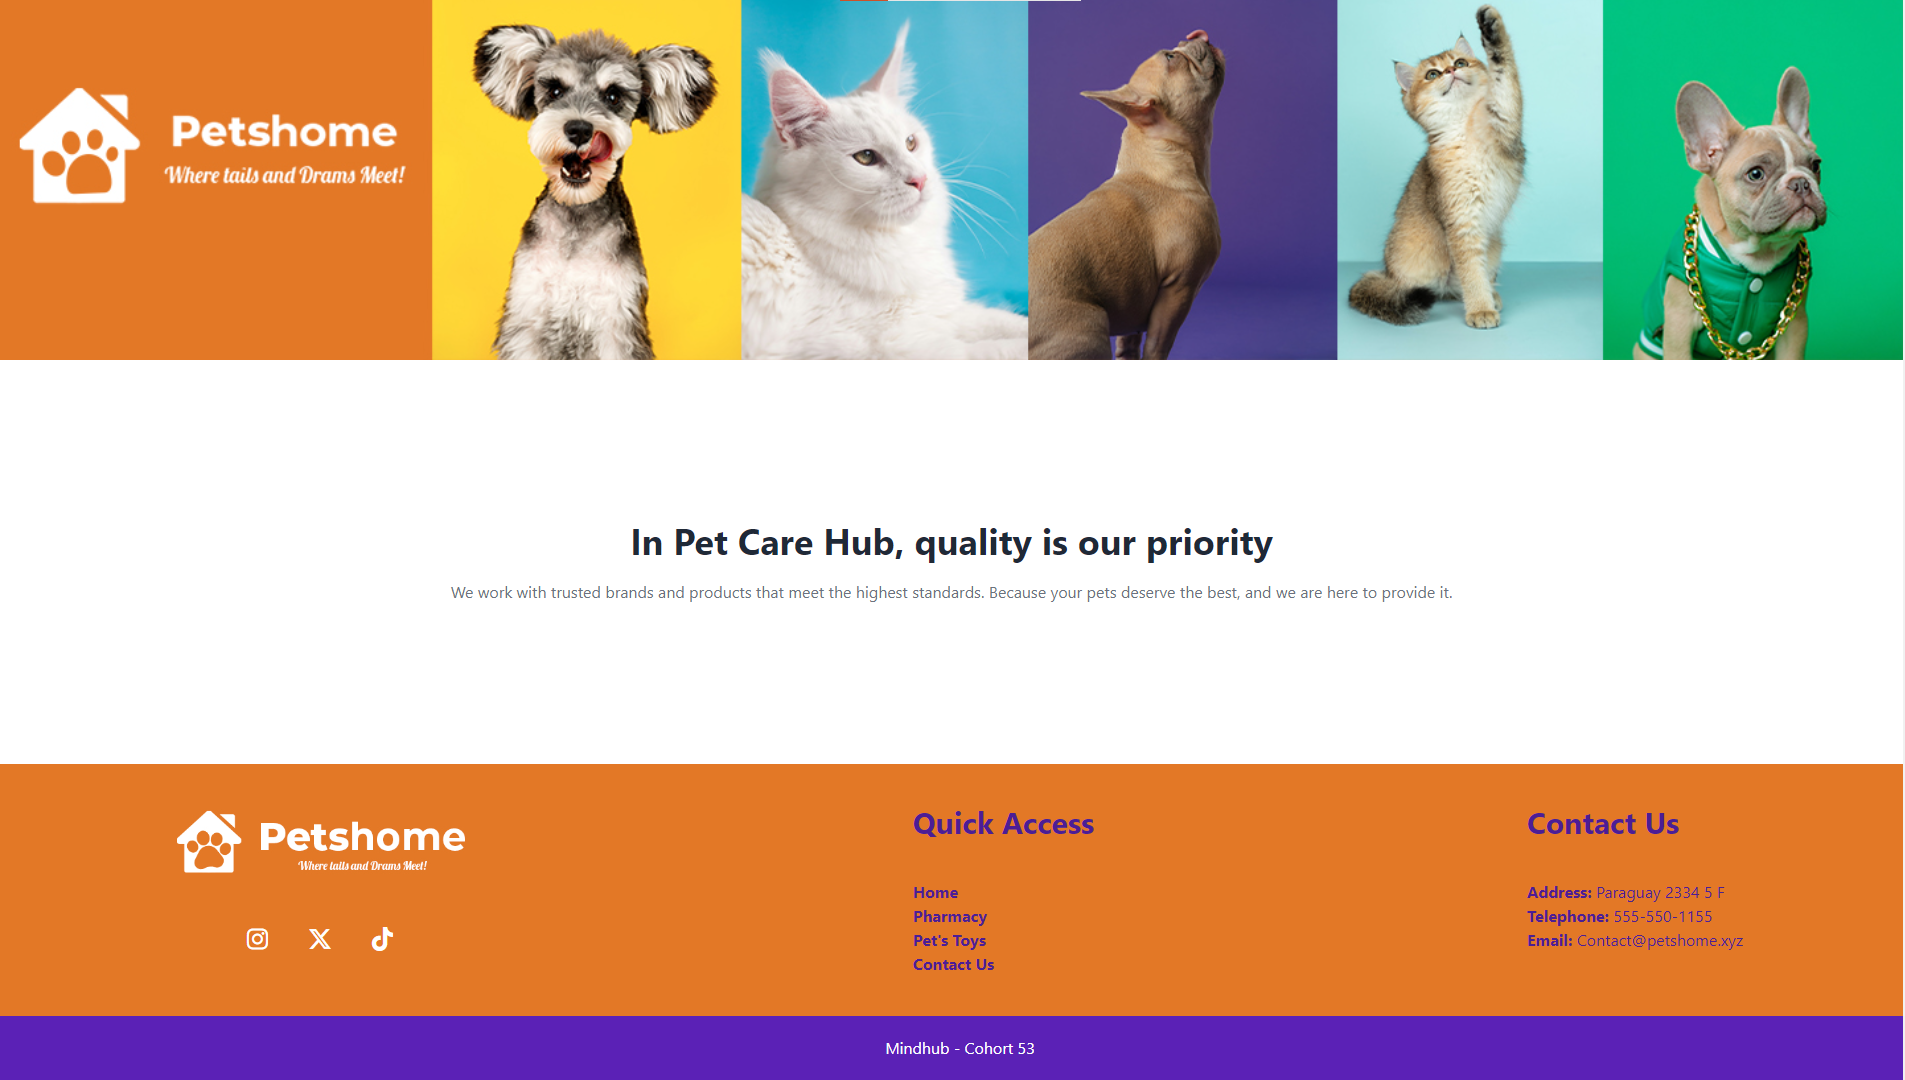 Petshome
Where tails and Drams Meet!
In Pet Care Hub, quality is our priority
We work with trusted brands and products that meet the highest standards. Because your pets deserve the best, and we are here to provide it.
Petshome
Where tails and Drams Meet!
Quick Access
Home
Pharmacy
Pet's Toys
Contact Us
Contact Us
Address: Paraguay 2334 5 F
Telephone: 555-550-1155
Email: Contact@petshome.xyz
Mindhub - Cohort 53